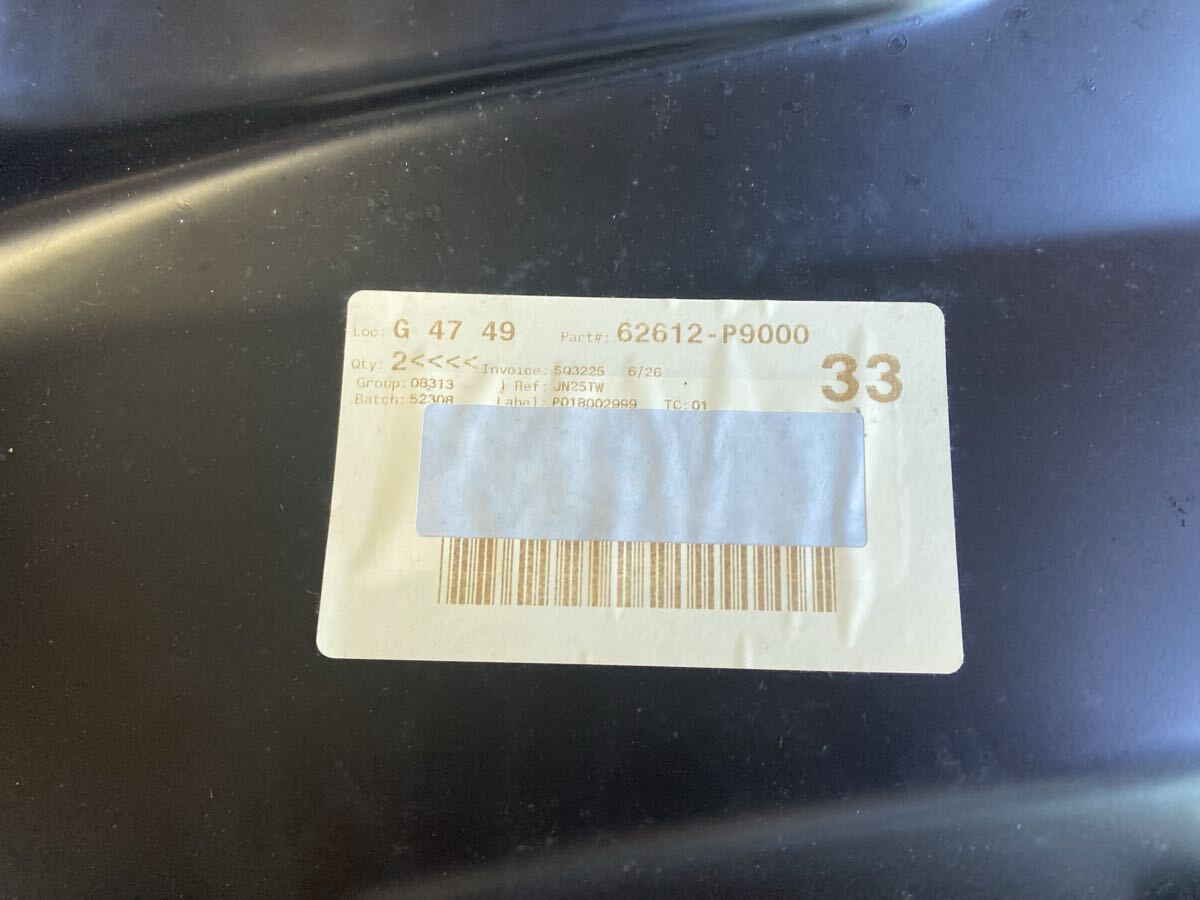 Loc: G 47 49 Part#: 62612-P9000
Qty: 2<<<< Invoice: SQ3225 6/26 33
Group: 08313 ) Ref: JN25TW
Batch: 52308 Label: P018002999 TC: 01